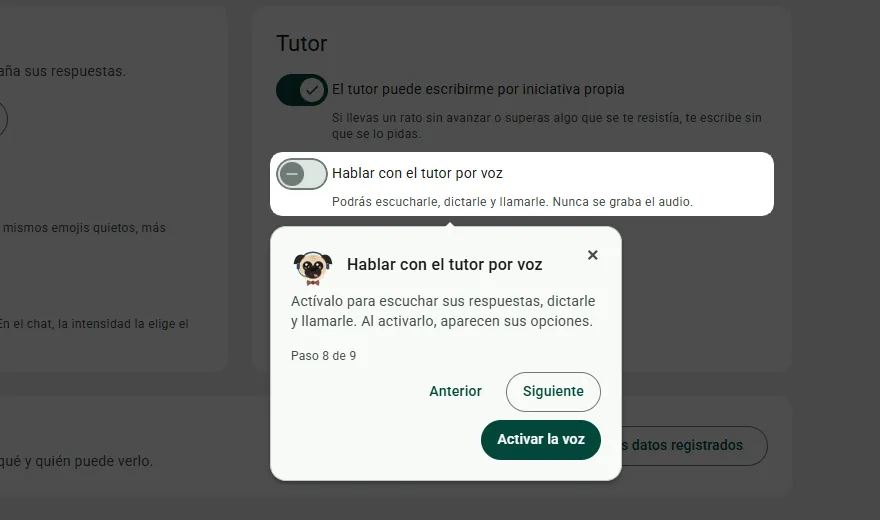 Tutor
aña sus respuestas.
El tutor puede escribirme por iniciativa propia
Si llevas un rato sin avanzar o superas algo que se te resistía, te escribe sin
que se lo pidas.
Hablar con el tutor por voz
Podrás escucharle, dictarle y llamarle. Nunca se graba el audio.
mismos emojis quietos, más
En el chat, la intensidad la elige el
Hablar con el tutor por voz
Actívalo para escuchar sus respuestas, dictarle
y llamarle. Al activarlo, aparecen sus opciones.
Paso 8 de 9
Anterior
Siguiente
Activar la voz
qué y quién puede verlo.
s datos registrados